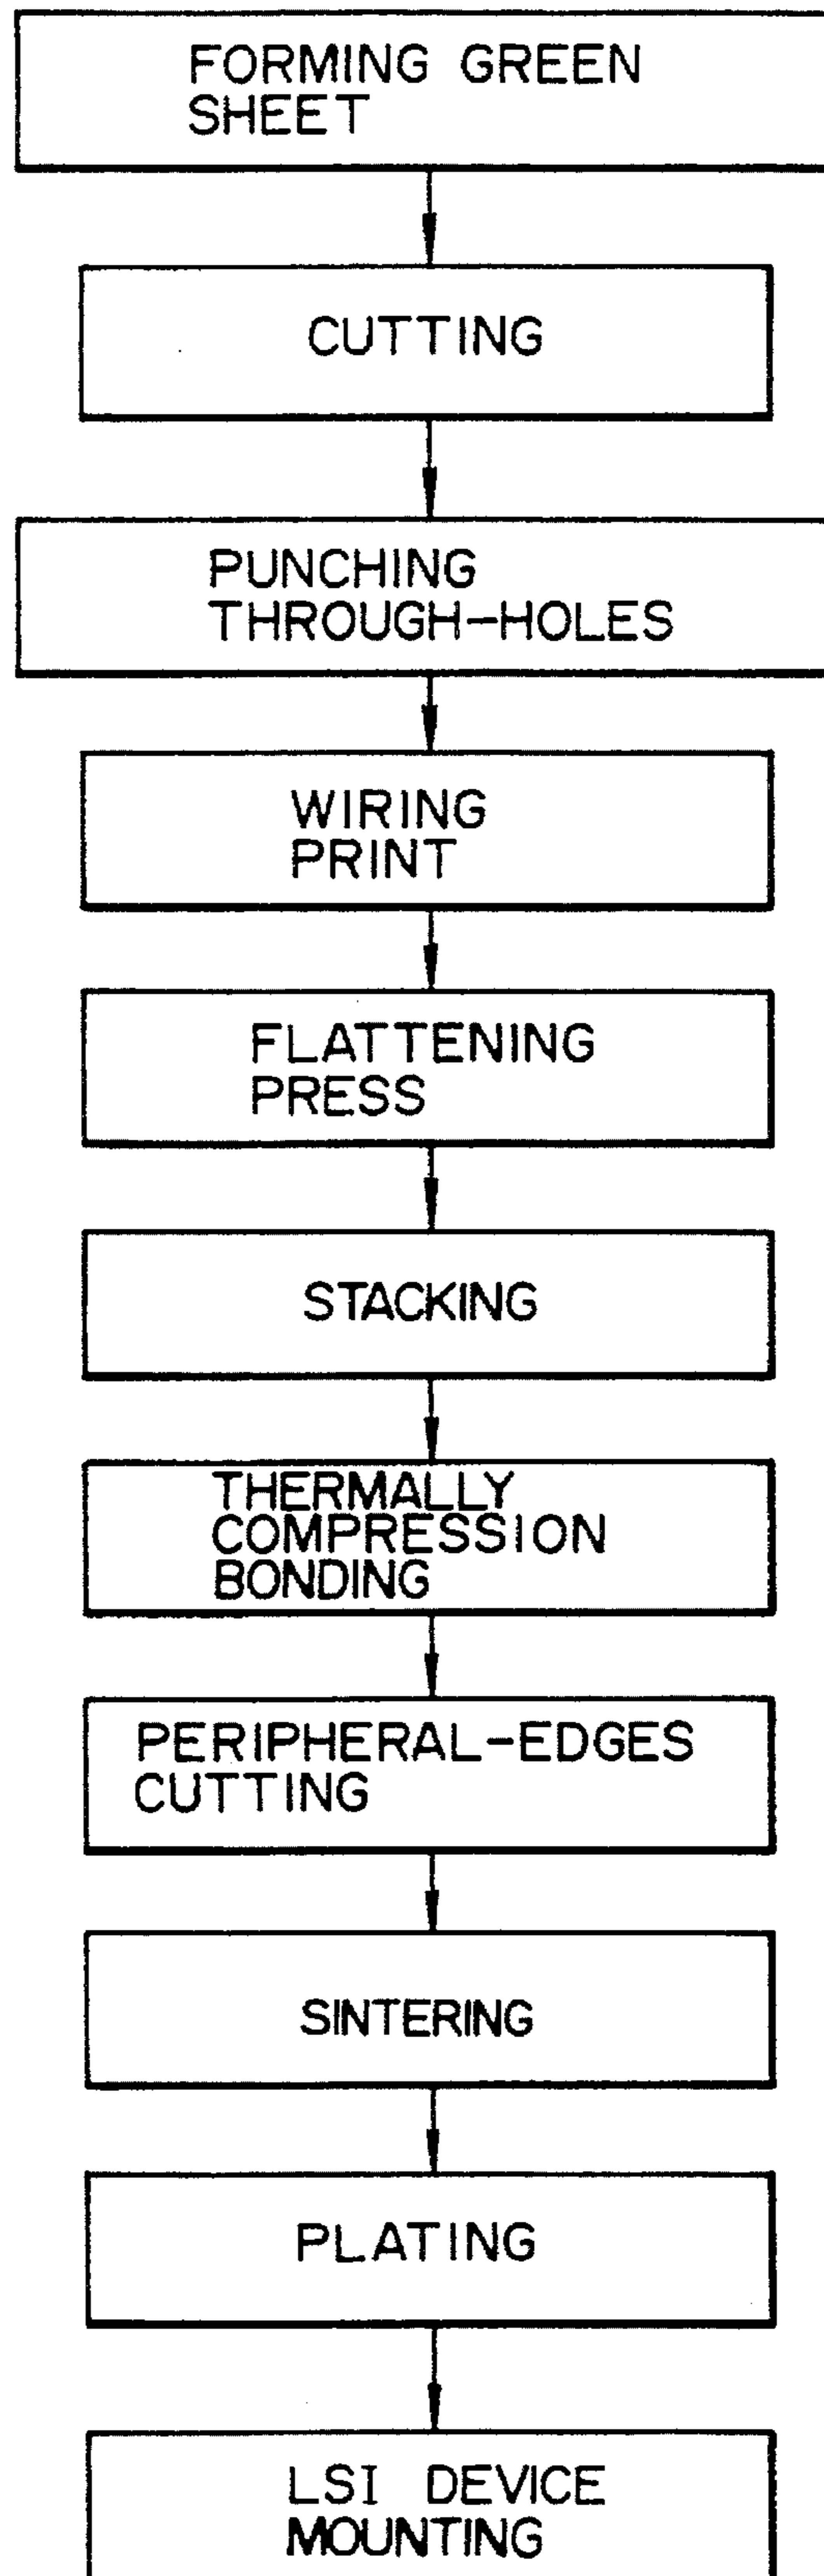 FORMING GREEN
SHEET
CUTTING
PUNCHING
THROUGH-HOLES
WIRING
PRINT
FLATTENING
PRESS
STACKING
THERMALLY
COMPRESSION
BONDING
PERIPHERAL-EDGES
CUTTING
SINTERING
PLATING
LSI DEVICE
MOUNTING